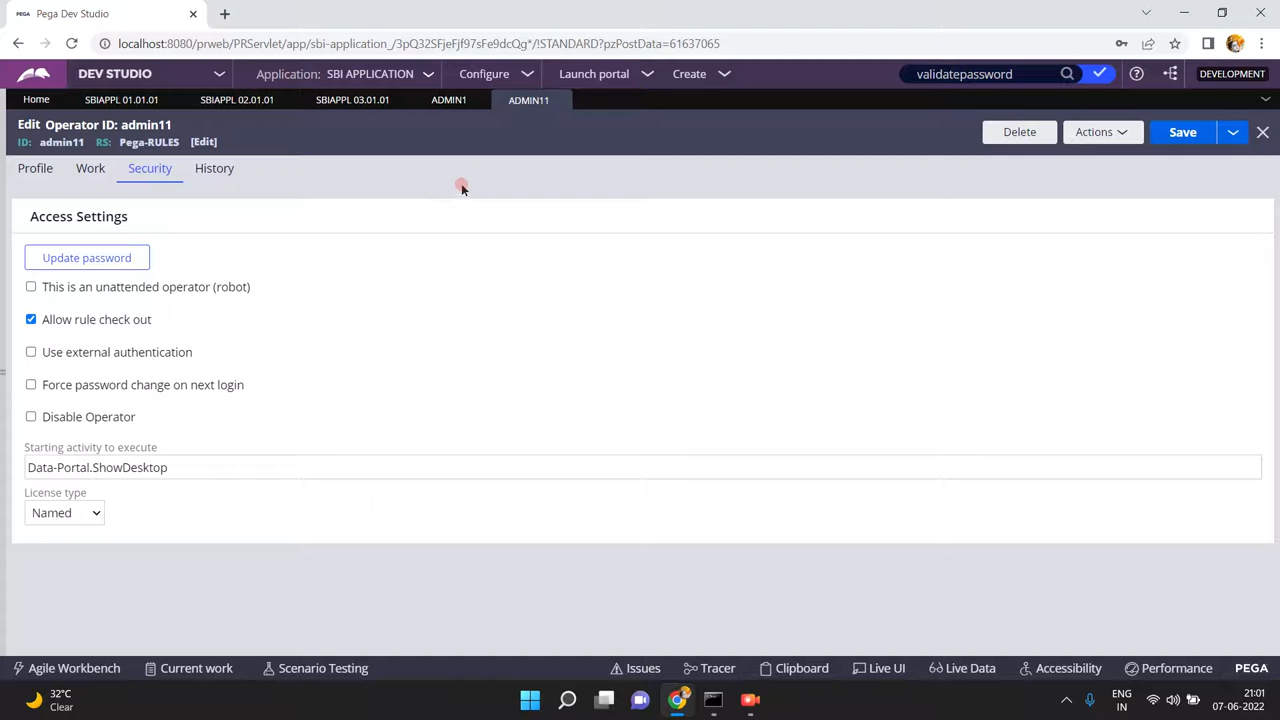 PEGA Pega Dev Studio
localhost:8080/prweb/PRServlet/app/sbi-application_/3pQ32SFjeFjf97sFe9dcQg*/!STANDARD?pzPostData=61637065
DEV STUDIO Application: SBI APPLICATION Configure Launch portal Create validatepassword DEVELOPMENT
Home SBIAPPL 01.01.01 SBIAPPL 02.01.01 SBIAPPL 03.01.01 ADMIN1 ADMIN11
Edit Operator ID: admin11
ID: admin11 RS: Pega-RULES [Edit]
Delete Actions Save
Profile Work Security History
Access Settings
Update password
This is an unattended operator (robot)
Allow rule check out
Use external authentication
Force password change on next login
Disable Operator
Starting activity to execute
Data-Portal.ShowDesktop
License type
Named
Agile Workbench Current work Scenario Testing Issues Tracer Clipboard Live UI Live Data Accessibility Performance PEGA
32°C
Clear
ENG
IN
21:01
07-06-2022